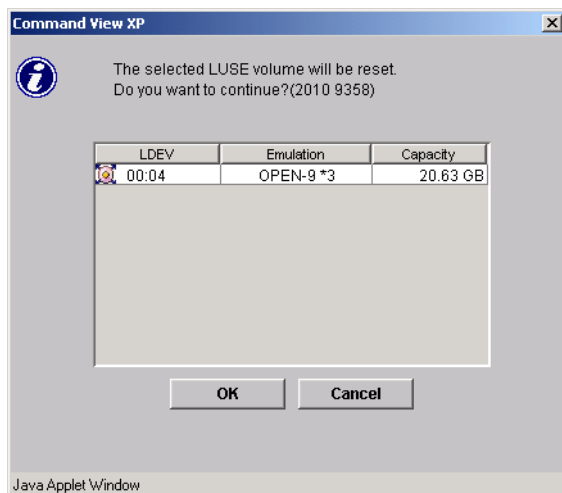 Command View XP
The selected LUSE volume will be reset.
Do you want to continue?(2010 9358)
LDEV Emulation Capacity
00:04 OPEN-9 *3 20.63 GB
OK Cancel
Java Applet Window